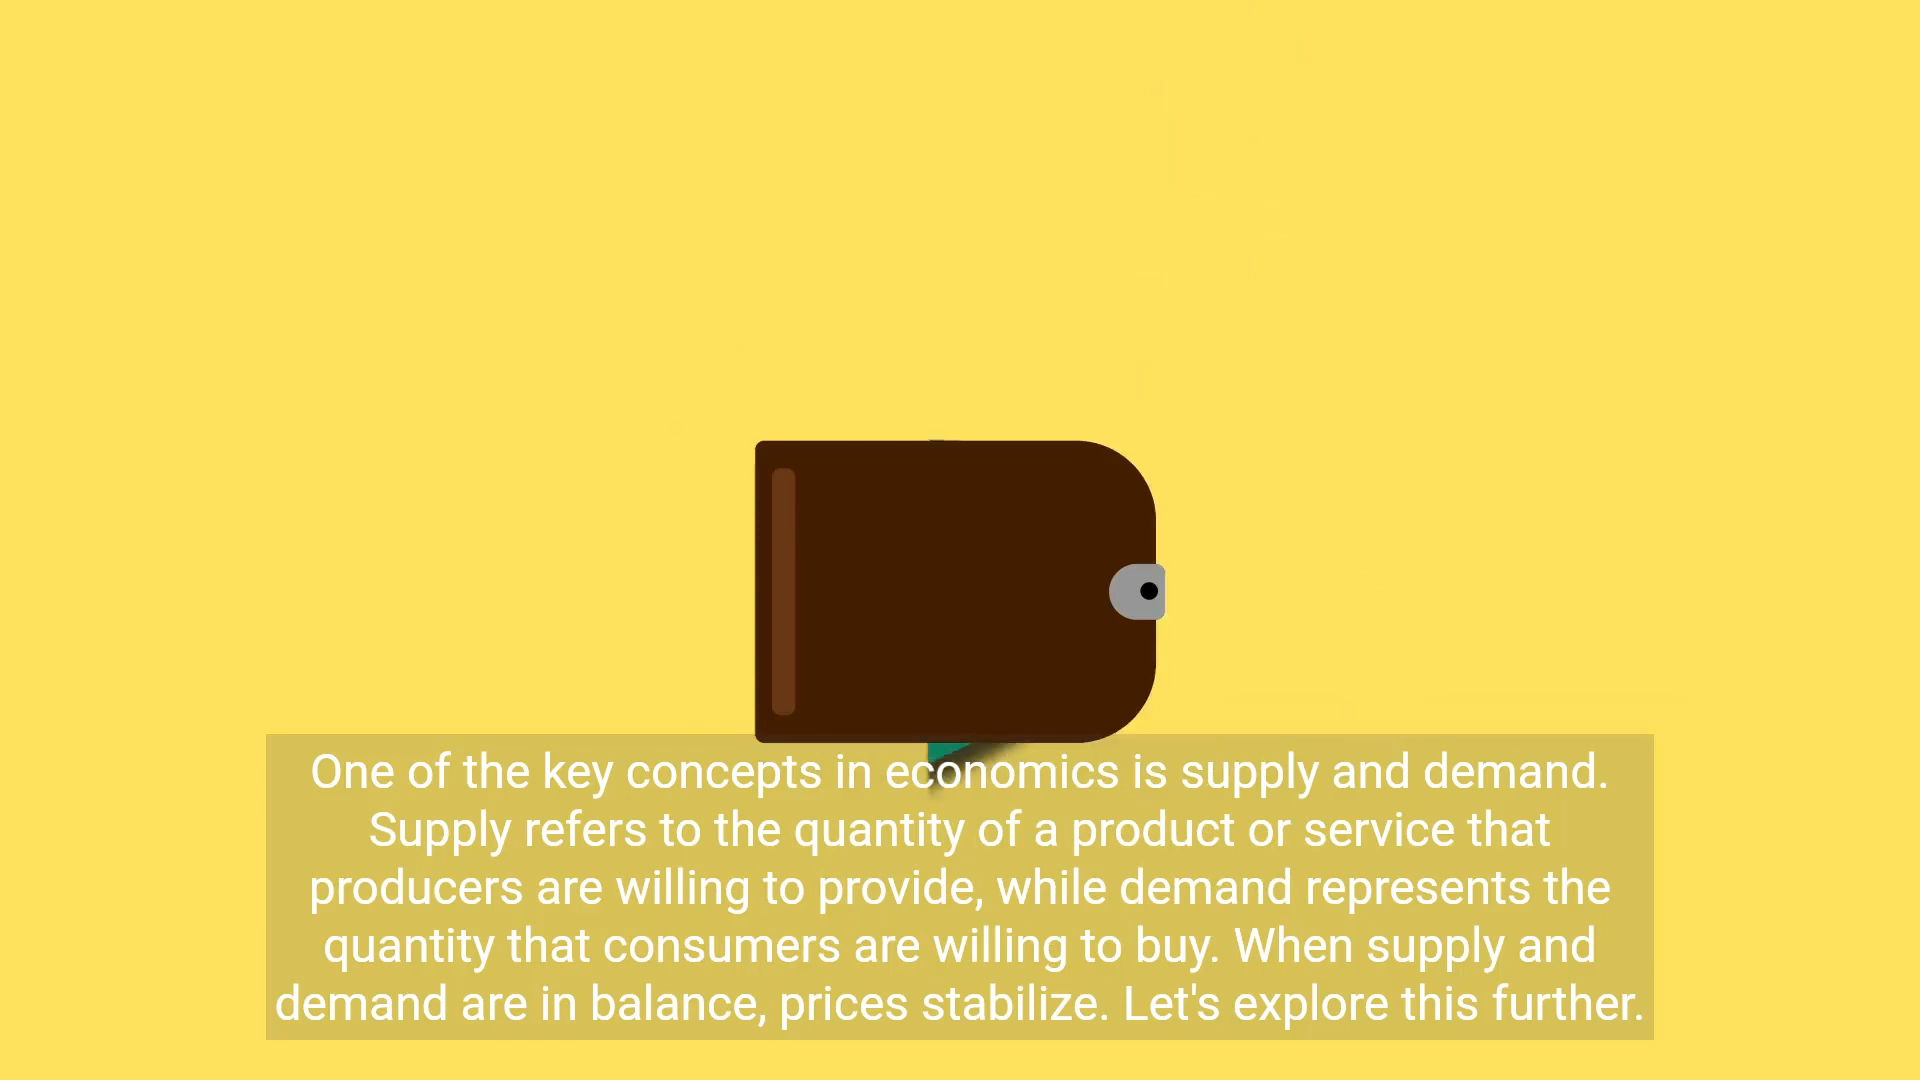 One of the key concepts in economics is supply and demand.
Supply refers to the quantity of a product or service that
producers are willing to provide, while demand represents the
quantity that consumers are willing to buy. When supply and
demand are in balance, prices stabilize. Let's explore this further.